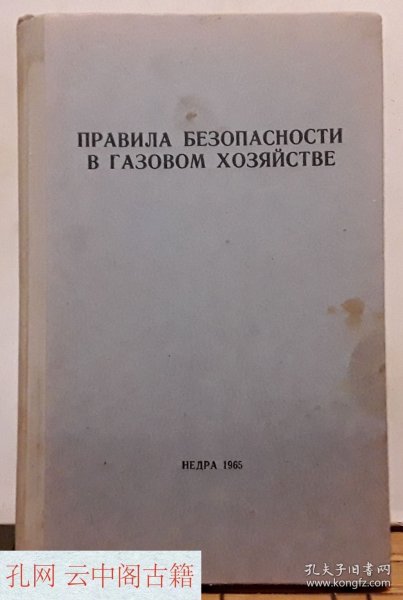 ПРАВИЛА БЕЗОПАСНОСТИ
В ГАЗОВОМ ХОЗЯЙСТВЕ
НЕДРА 1965
孔网 云中阁古籍
孔夫子旧书网
www.kongfz.com